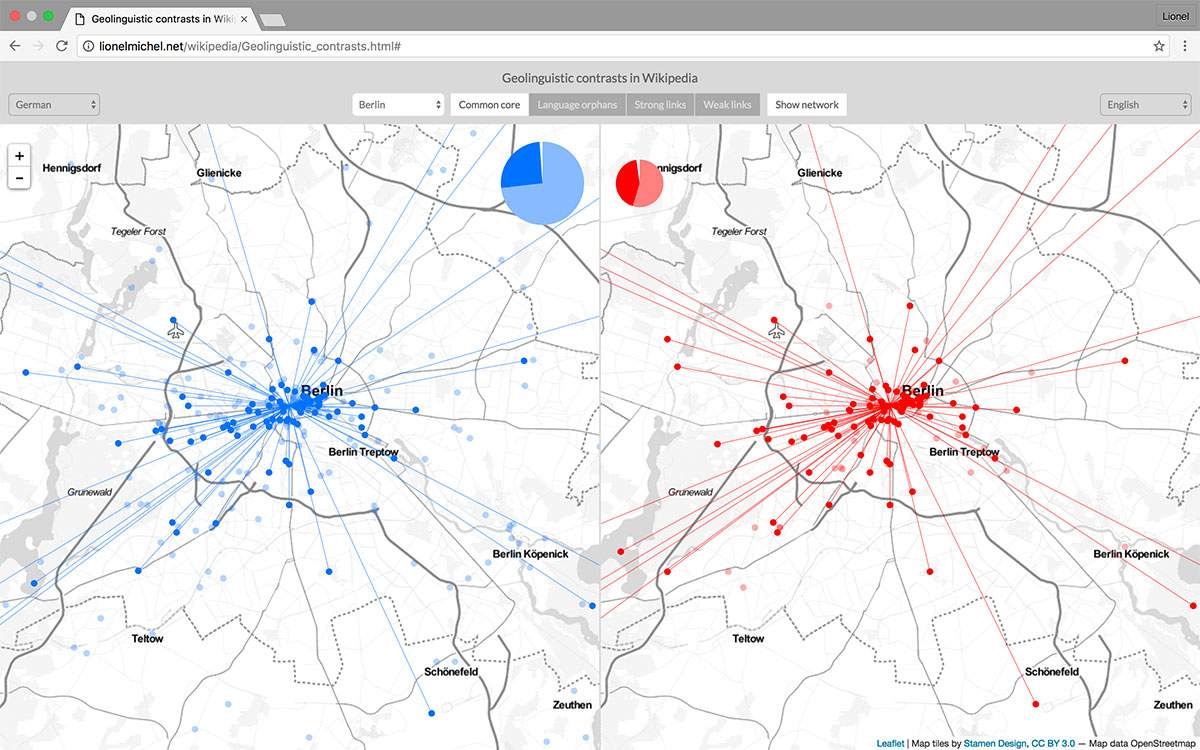 Geolinguistic contrasts in Wiki
Lionel
lionelmichel.net/wikipedia/Geolinguistic_contrasts.html#
Geolinguistic contrasts in Wikipedia
German
Berlin
Common core
Language orphans
Strong links
Weak links
Show network
English
+
−
Hennigsdorf
Glienicke
Tegeler Forst
Berlin
Berlin Treptow
Grunewald
Berlin Köpenick
Teltow
Schönefeld
Zeuthen
nnigsdorf
Glienicke
Tegeler Forst
Berlin
Berlin Treptow
Grunewald
Berlin Köpenick
Teltow
Schönefeld
Zeuthen
Leaflet | Map tiles by Stamen Design, CC BY 3.0 — Map data OpenStreetmap